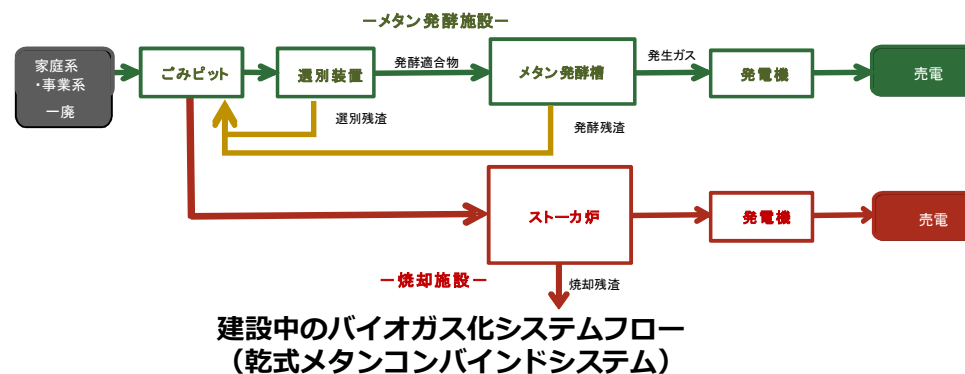 －メタン発酵施設－
家庭系
・事業系
一廃
ごみピット
選別装置
発酵適合物
メタン発酵槽
発生ガス
発電機
売電
選別残渣
発酵残渣
ストーカ炉
発電機
売電
－焼却施設－
焼却残渣
建設中のバイオガス化システムフロー
（乾式メタンコンバインドシステム）